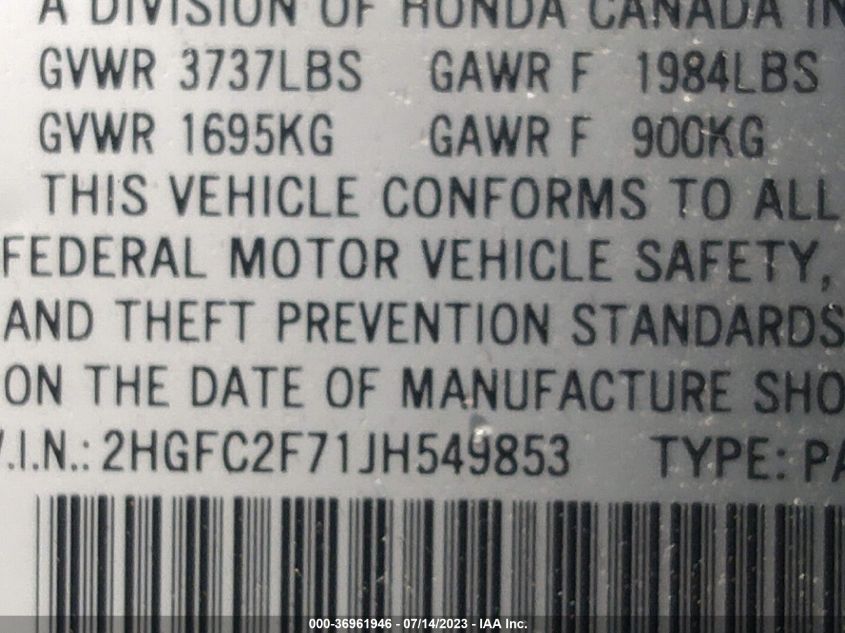 A DIVISION OF HONDA CANADA IN
GVWR 3737LBS GAWR F 1984LBS
GVWR 1695KG GAWR F 900KG
THIS VEHICLE CONFORMS TO ALL
FEDERAL MOTOR VEHICLE SAFETY,
AND THEFT PREVENTION STANDARDS
ON THE DATE OF MANUFACTURE SHO
V.I.N.: 2HGFC2F71JH549853 TYPE: PA
000-36961946 - 07/14/2023 - IAA Inc.